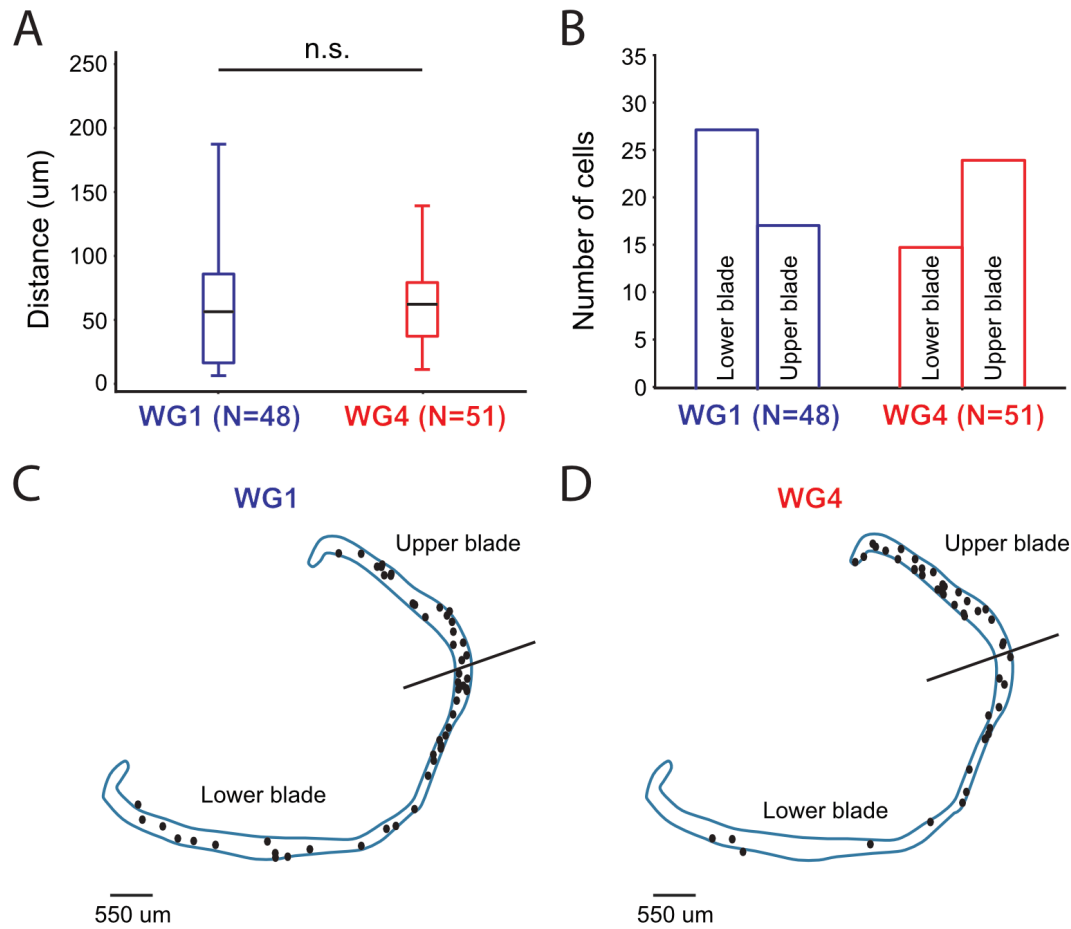 A
n.s.
Distance (um)
250
200
150
100
50
0
WG1 (N=48)
WG4 (N=51)
B
Number of cells
35
30
25
20
15
10
5
0
Lower blade
Upper blade
Lower blade
Upper blade
WG1 (N=48)
WG4 (N=51)
C
WG1
Upper blade
Lower blade
550 um
D
WG4
Upper blade
Lower blade
550 um